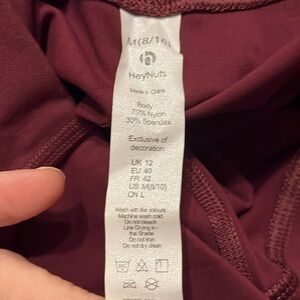 M(8/10)
HeyNuts
Made in China
Body
70% Nylon
30% Spandex
Exclusive of
decoration
UK 12
EU 40
FR 42
US M(8/10)
CN L
Wash with like colours
Machine wash cold
Do not bleach
Line Drying in
the Shade
Do not iron
Do not dry clean